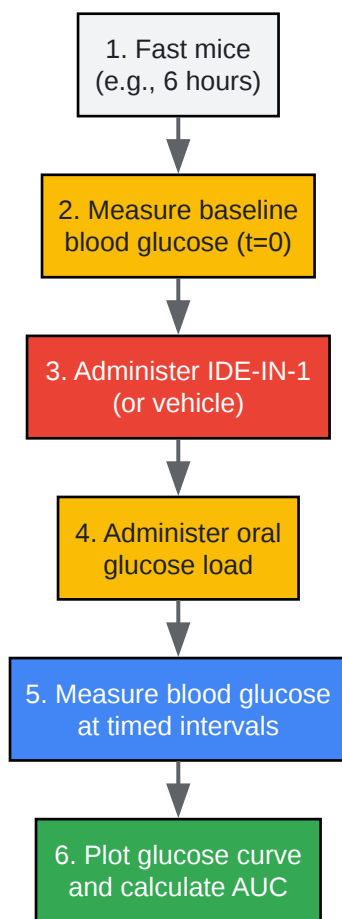 1. Fast mice
(e.g., 6 hours)
2. Measure baseline
blood glucose (t=0)
3. Administer IDE-IN-1
(or vehicle)
4. Administer oral
glucose load
5. Measure blood glucose
at timed intervals
6. Plot glucose curve
and calculate AUC